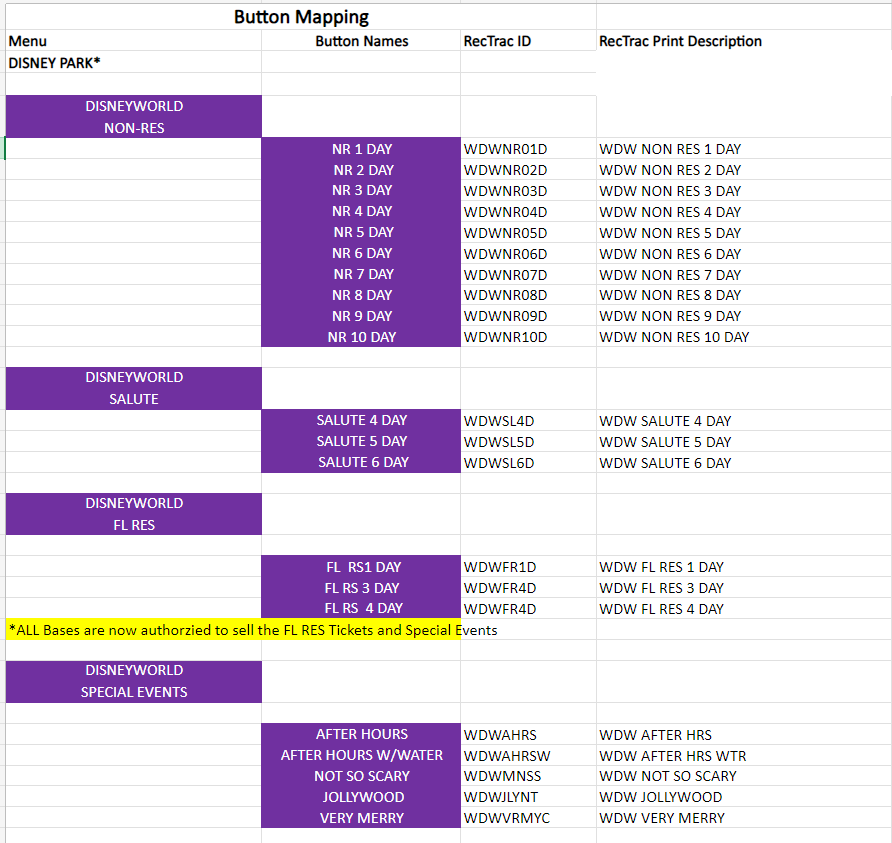 Button Mapping
Menu Button Names RecTrac ID RecTrac Print Description
DISNEY PARK*
DISNEYWORLD
NON-RES
NR 1 DAY WDWNR01D WDW NON RES 1 DAY
NR 2 DAY WDWNR02D WDW NON RES 2 DAY
NR 3 DAY WDWNR03D WDW NON RES 3 DAY
NR 4 DAY WDWNR04D WDW NON RES 4 DAY
NR 5 DAY WDWNR05D WDW NON RES 5 DAY
NR 6 DAY WDWNR06D WDW NON RES 6 DAY
NR 7 DAY WDWNR07D WDW NON RES 7 DAY
NR 8 DAY WDWNR08D WDW NON RES 8 DAY
NR 9 DAY WDWNR09D WDW NON RES 9 DAY
NR 10 DAY WDWNR10D WDW NON RES 10 DAY
DISNEYWORLD
SALUTE
SALUTE 4 DAY WDWSL4D WDW SALUTE 4 DAY
SALUTE 5 DAY WDWSL5D WDW SALUTE 5 DAY
SALUTE 6 DAY WDWSL6D WDW SALUTE 6 DAY
DISNEYWORLD
FL RES
FL  RS1 DAY WDWFR1D WDW FL RES 1 DAY
FL RS 3 DAY WDWFR4D WDW FL RES 3 DAY
FL RS  4 DAY WDWFR4D WDW FL RES 4 DAY
*ALL Bases are now authorzied to sell the FL RES Tickets and Special Events
DISNEYWORLD
SPECIAL EVENTS
AFTER HOURS WDWAHRS WDW AFTER HRS
AFTER HOURS W/WATER WDWAHRSW WDW AFTER HRS WTR
NOT SO SCARY WDWMNSS WDW NOT SO SCARY
JOLLYWOOD WDWJLYNT WDW JOLLYWOOD
VERY MERRY WDWVRMYC WDW VERY MERRY